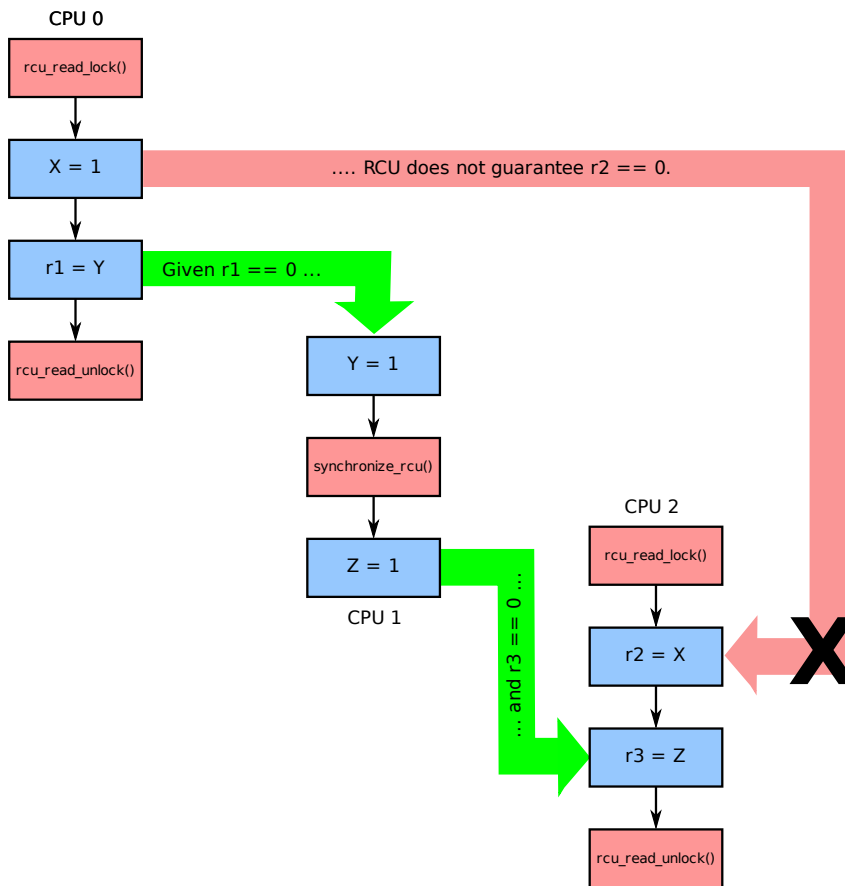 CPU 0
rcu_read_lock()
X = 1
.... RCU does not guarantee r2 == 0.
r1 = Y
Given r1 == 0 ...
rcu_read_unlock()
Y = 1
synchronize_rcu()
Z = 1
CPU 1
... and r3 == 0 ...
CPU 2
rcu_read_lock()
r2 = X
X
r3 = Z
rcu_read_unlock()